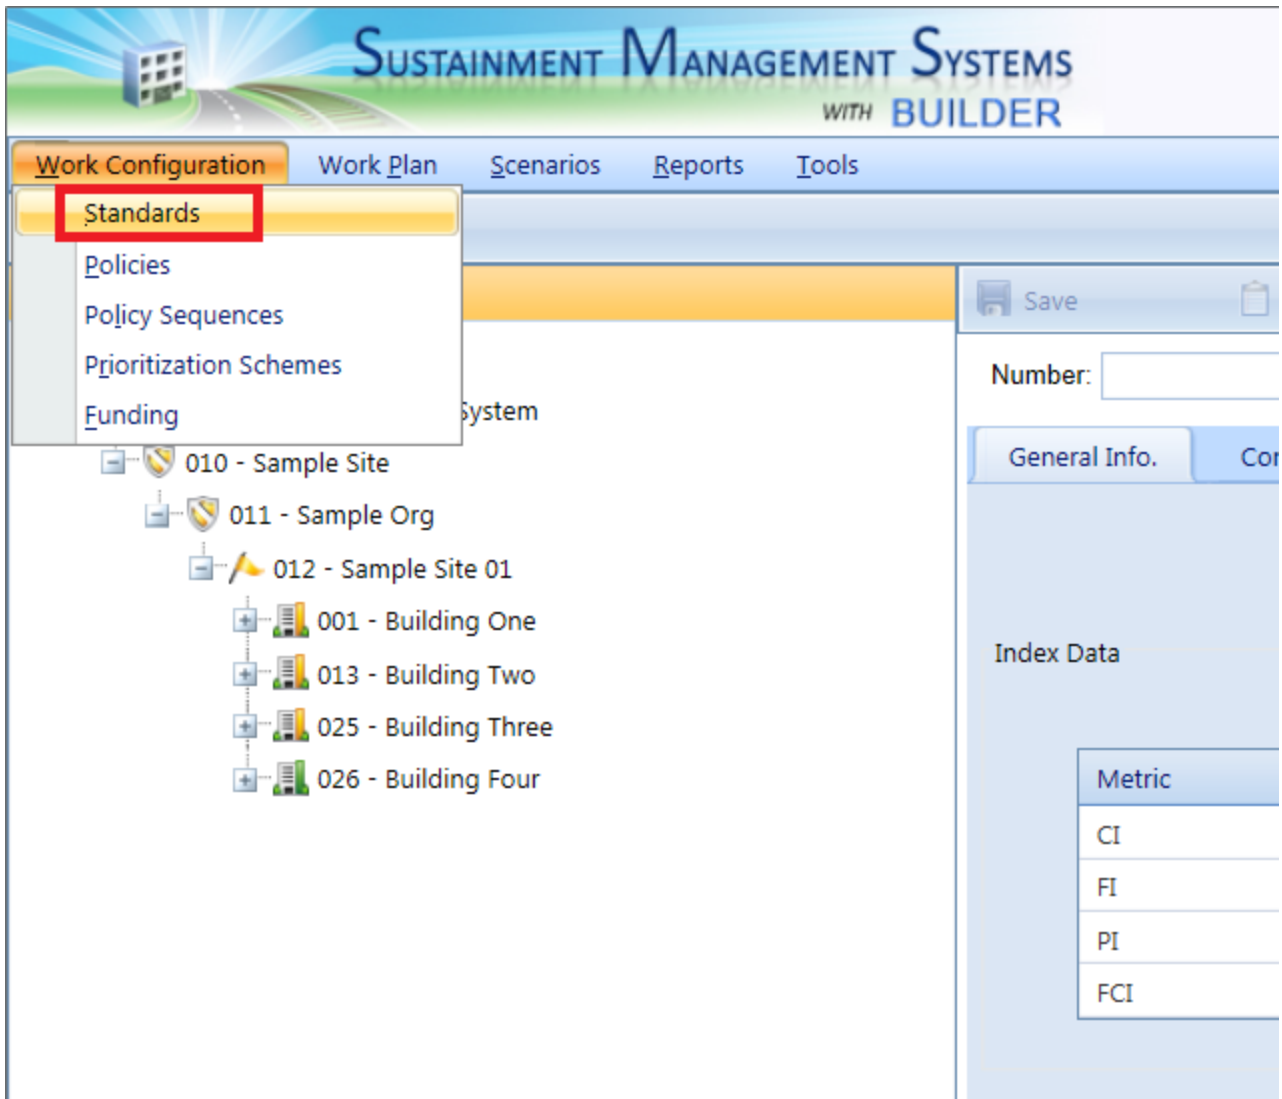 SUSTAINMENT MANAGEMENT SYSTEMS
WITH BUILDER
Work Configuration Work Plan Scenarios Reports Tools
Standards
Policies
Policy Sequences
Prioritization Schemes
Funding
System
010 - Sample Site
011 - Sample Org
012 - Sample Site 01
001 - Building One
013 - Building Two
025 - Building Three
026 - Building Four
Save
Number:
General Info.
Index Data
Metric
CI
FI
PI
FCI